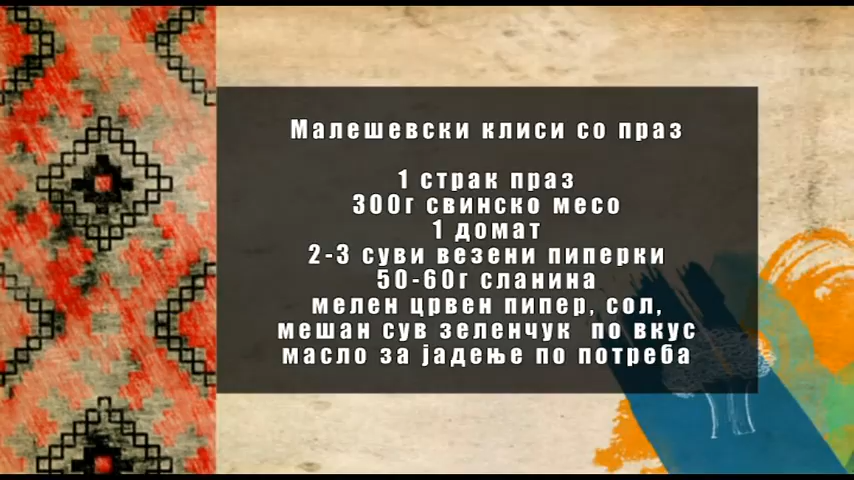 Малешевски клиси со праз
1 страк праз
300г свинско месо
1 домат
2-3 суви везени пиперки
50-60г сланина
мелен црвен пипер, сол,
мешан сув зеленчук по вкус
масло за јадење по потреба